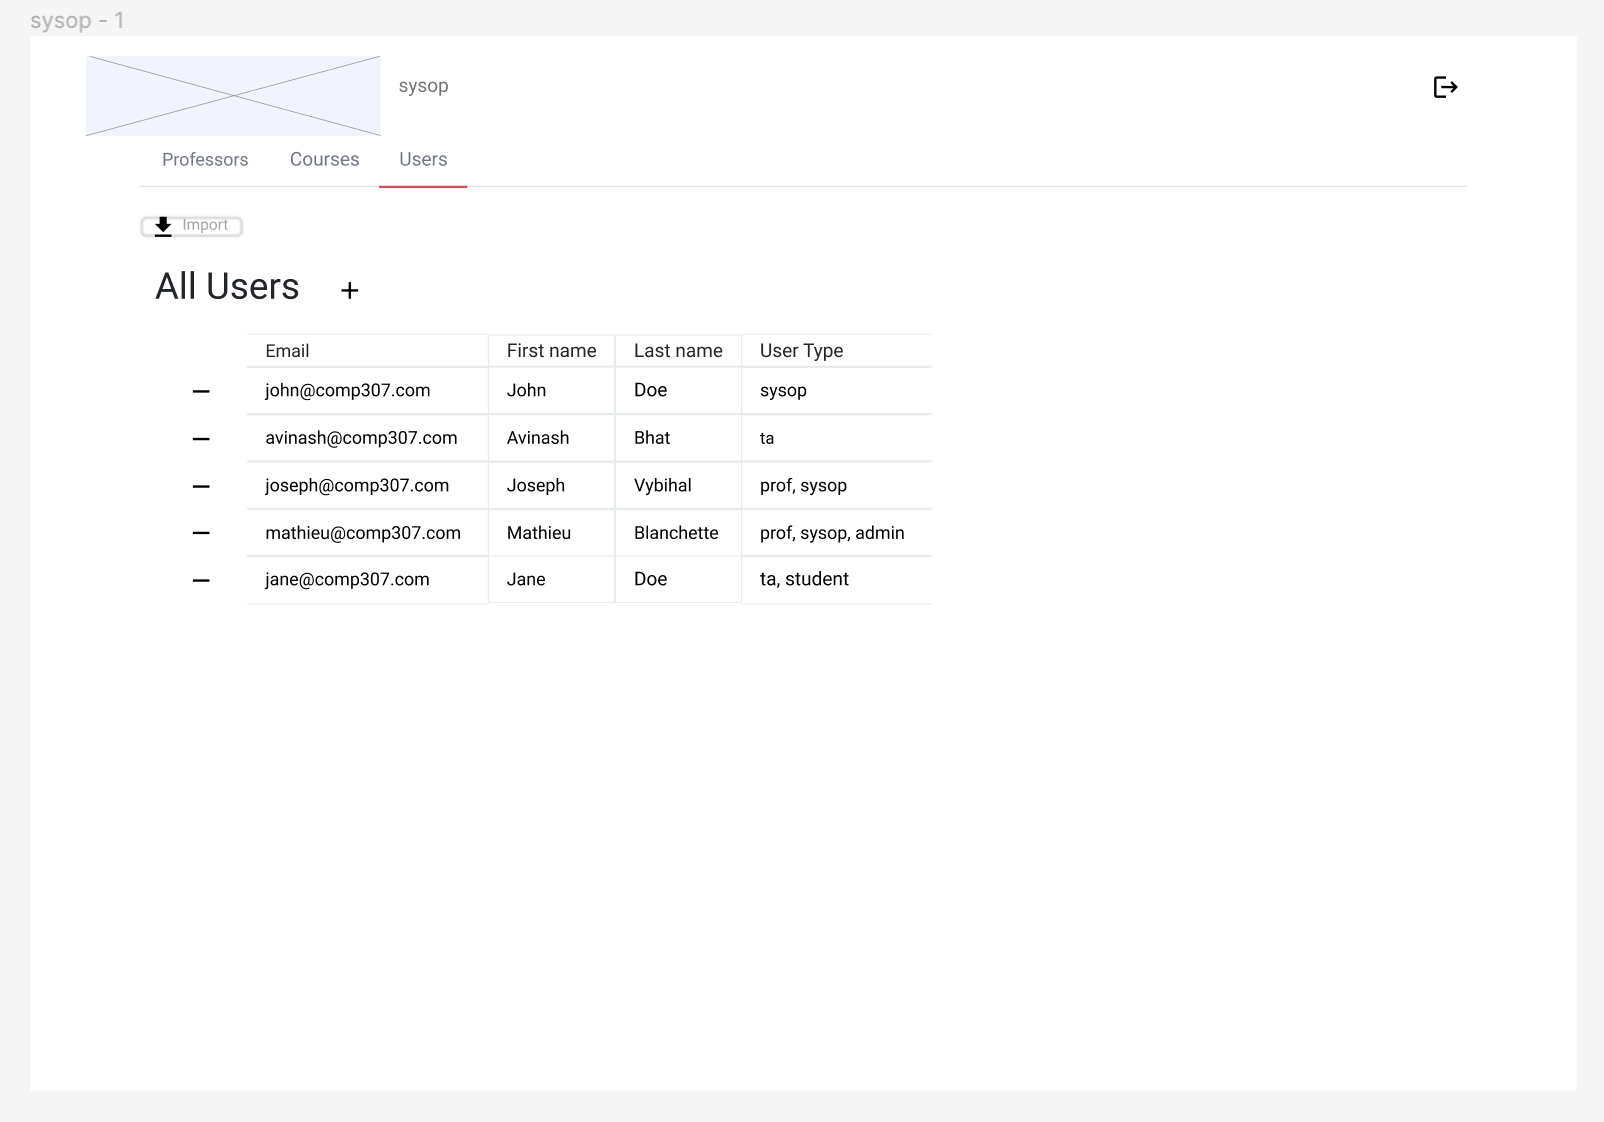 sysop - 1
sysop
Professors Courses Users
Import
All Users +
Email First name Last name User Type
john@comp307.com John Doe sysop
avinash@comp307.com Avinash Bhat ta
joseph@comp307.com Joseph Vybihal prof, sysop
mathieu@comp307.com Mathieu Blanchette prof, sysop, admin
jane@comp307.com Jane Doe ta, student